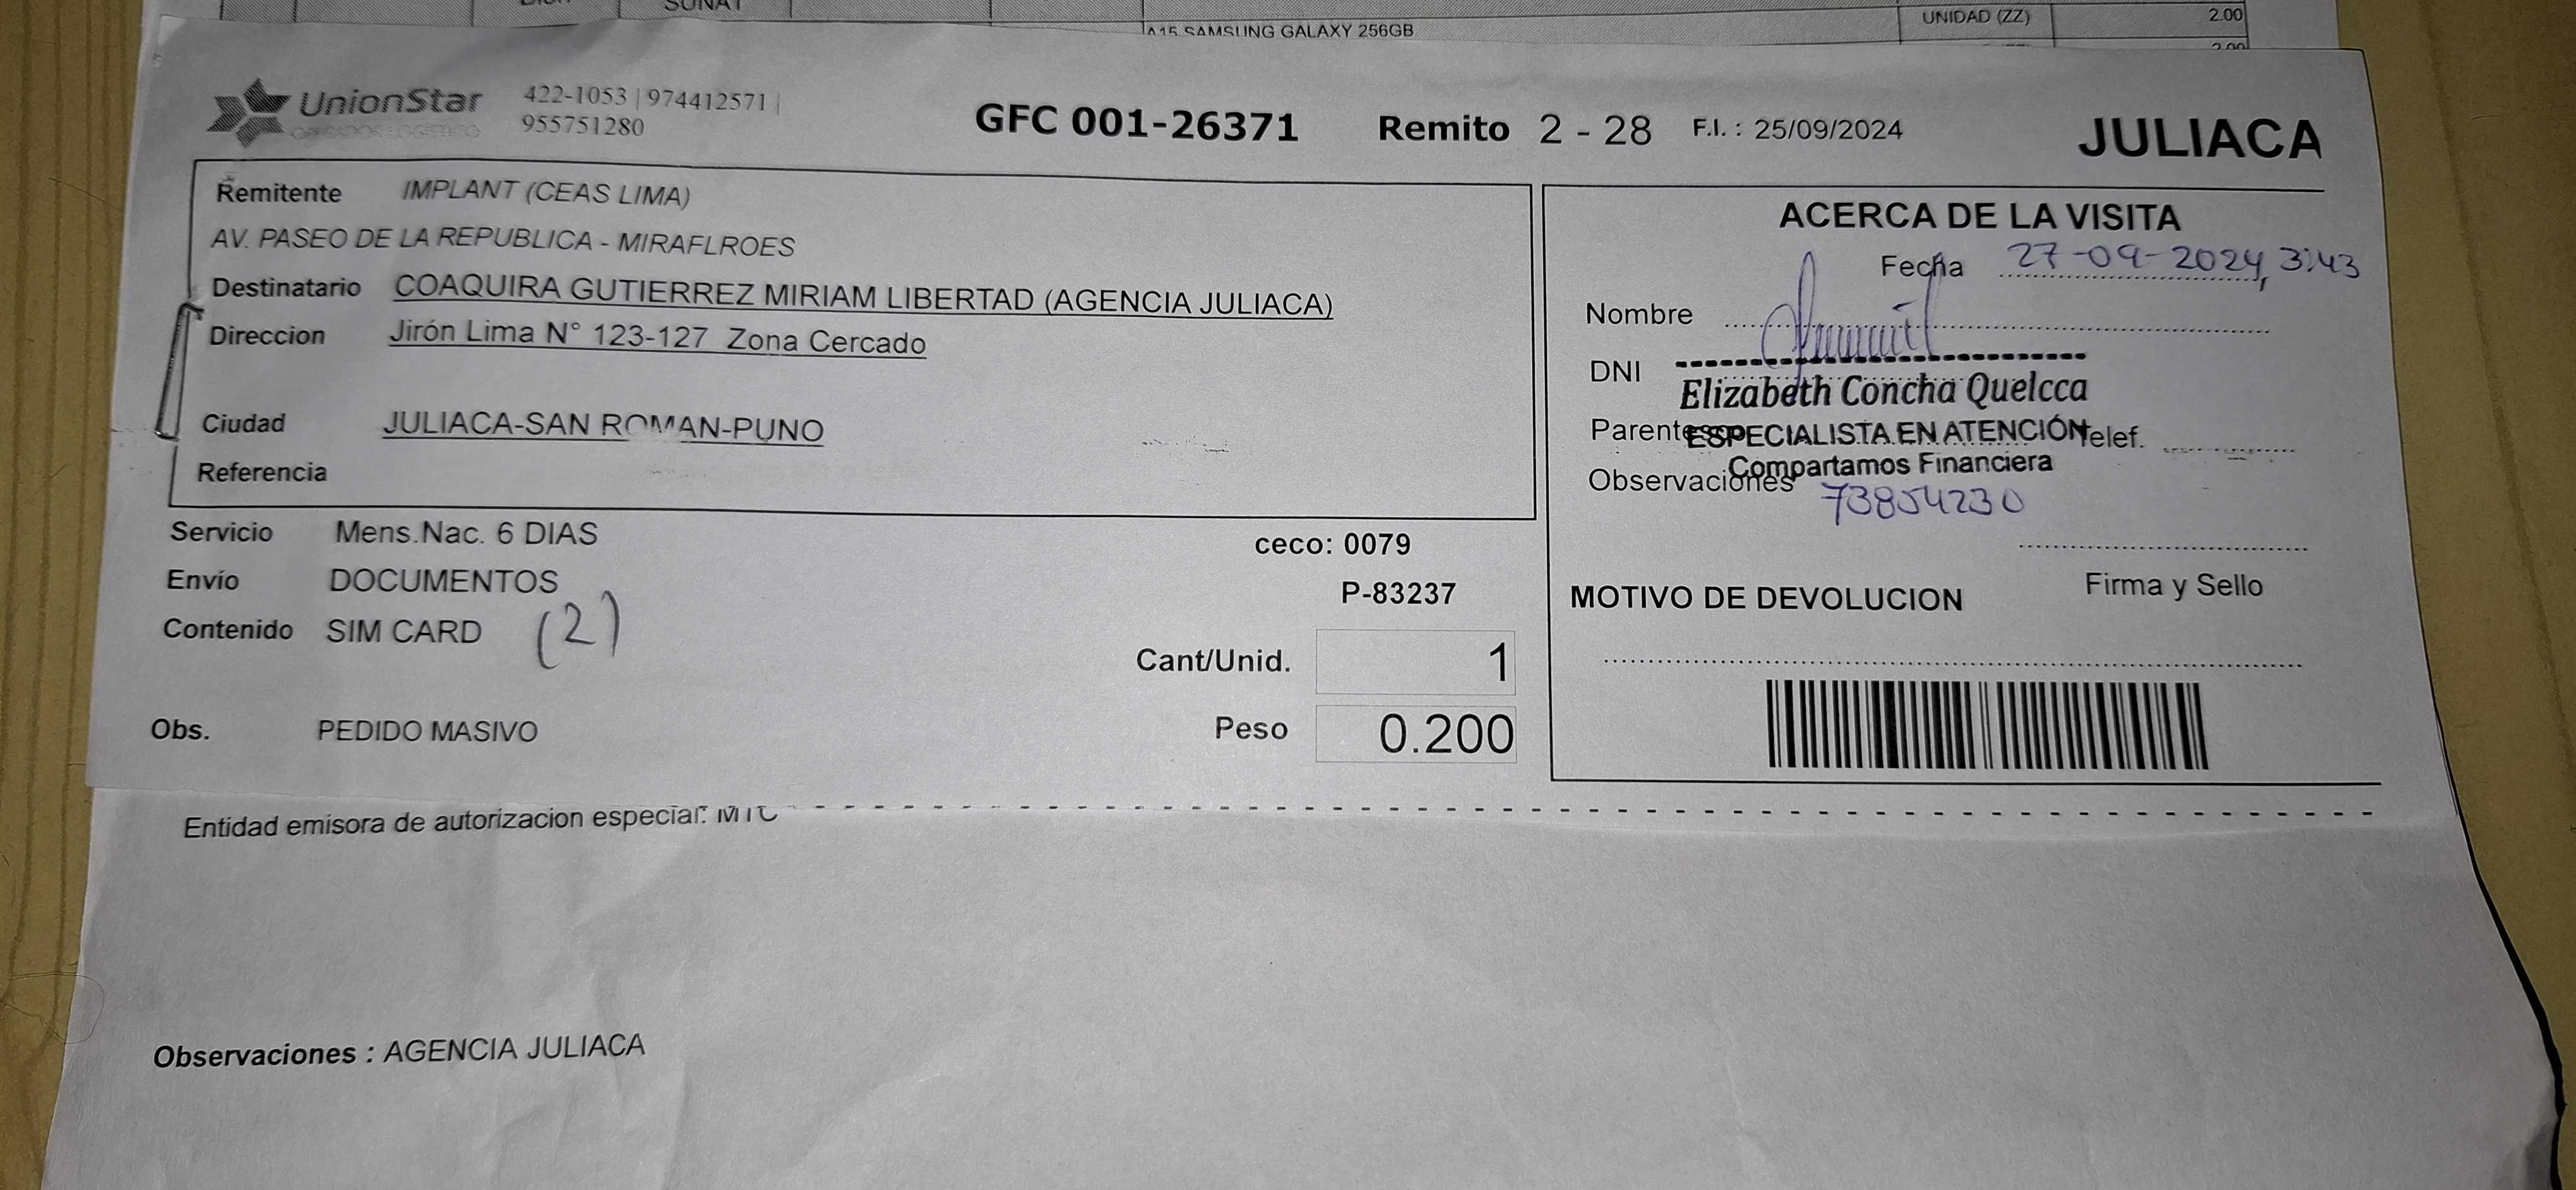 SUNAT
A15 SAMSUNG GALAXY 256GB
UNIDAD (ZZ) 2.00
2.00
UnionStar
OPERADOR LOGISTICO
422-1053 | 974412571 |
955751280
GFC 001-26371 Remito 2 - 28 F.I. : 25/09/2024 JULIACA
Remitente IMPLANT (CEAS LIMA)
AV. PASEO DE LA REPUBLICA - MIRAFLROES
Destinatario COAQUIRA GUTIERREZ MIRIAM LIBERTAD (AGENCIA JULIACA)
Direccion Jirón Lima N° 123-127 Zona Cercado
Ciudad JULIACA-SAN ROMAN-PUNO
Referencia
Servicio Mens.Nac. 6 DIAS
Envío DOCUMENTOS
Contenido SIM CARD (2)
Obs. PEDIDO MASIVO
ceco: 0079
P-83237
Cant/Unid. 1
Peso 0.200
ACERCA DE LA VISITA
Fecha 27-09-2024, 3:43
Nombre
DNI
Elizabeth Concha Quelcca
Parentesco ESPECIALISTA EN ATENCIÓN Telef.
Compartamos Financiera
Observaciones 73854230
Firma y Sello
MOTIVO DE DEVOLUCION
Entidad emisora de autorizacion especial: MTC
Observaciones : AGENCIA JULIACA